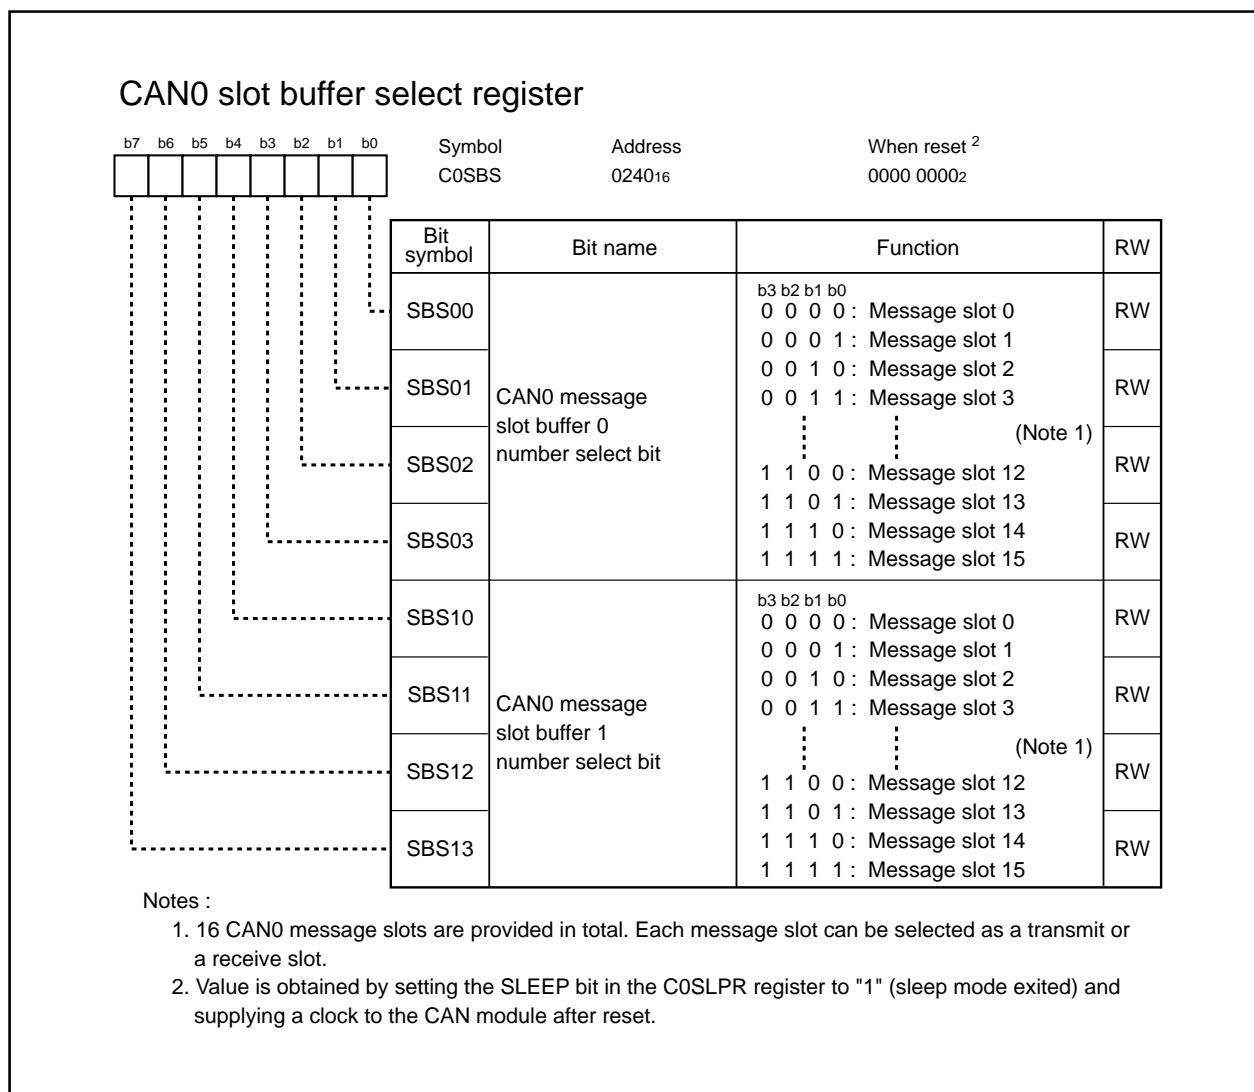 CAN0 slot buffer select register
b7 b6 b5 b4 b3 b2 b1 b0
Symbol Address When reset 2
C0SBS 024016 0000 00002
Bit symbol Bit name Function RW
SBS00 RW
SBS01 RW
SBS02 RW
SBS03 RW
CAN0 message
slot buffer 0
number select bit
b3 b2 b1 b0
0 0 0 0 : Message slot 0
0 0 0 1 : Message slot 1
0 0 1 0 : Message slot 2
0 0 1 1 : Message slot 3
(Note 1)
1 1 0 0 : Message slot 12
1 1 0 1 : Message slot 13
1 1 1 0 : Message slot 14
1 1 1 1 : Message slot 15
SBS10 RW
SBS11 RW
SBS12 RW
SBS13 RW
CAN0 message
slot buffer 1
number select bit
b3 b2 b1 b0
0 0 0 0 : Message slot 0
0 0 0 1 : Message slot 1
0 0 1 0 : Message slot 2
0 0 1 1 : Message slot 3
(Note 1)
1 1 0 0 : Message slot 12
1 1 0 1 : Message slot 13
1 1 1 0 : Message slot 14
1 1 1 1 : Message slot 15
Notes :
1. 16 CAN0 message slots are provided in total. Each message slot can be selected as a transmit or
a receive slot.
2. Value is obtained by setting the SLEEP bit in the C0SLPR register to "1" (sleep mode exited) and
supplying a clock to the CAN module after reset.